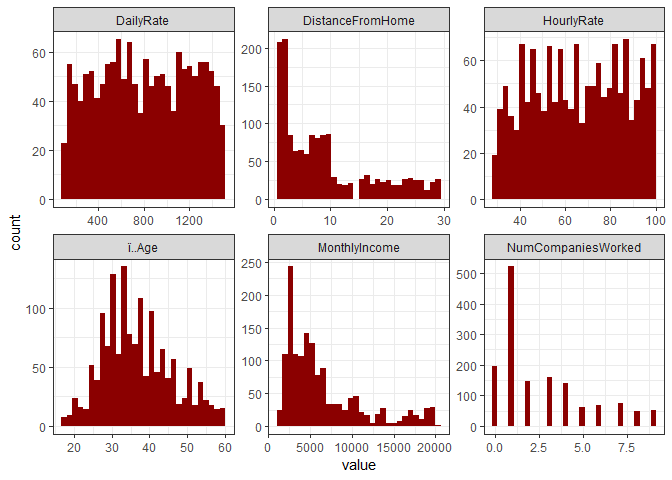 DailyRate DistanceFromHome HourlyRate
60
40
20
0
400 800 1200
200
150
100
50
0
0 10 20 30
60
40
20
0
40 60 80 100
count
ï..Age MonthlyIncome NumCompaniesWorked
100
50
0
20 30 40 50 60
250
200
150
100
50
0
0 5000 10000 15000 20000
500
400
300
200
100
0
0.0 2.5 5.0 7.5
value